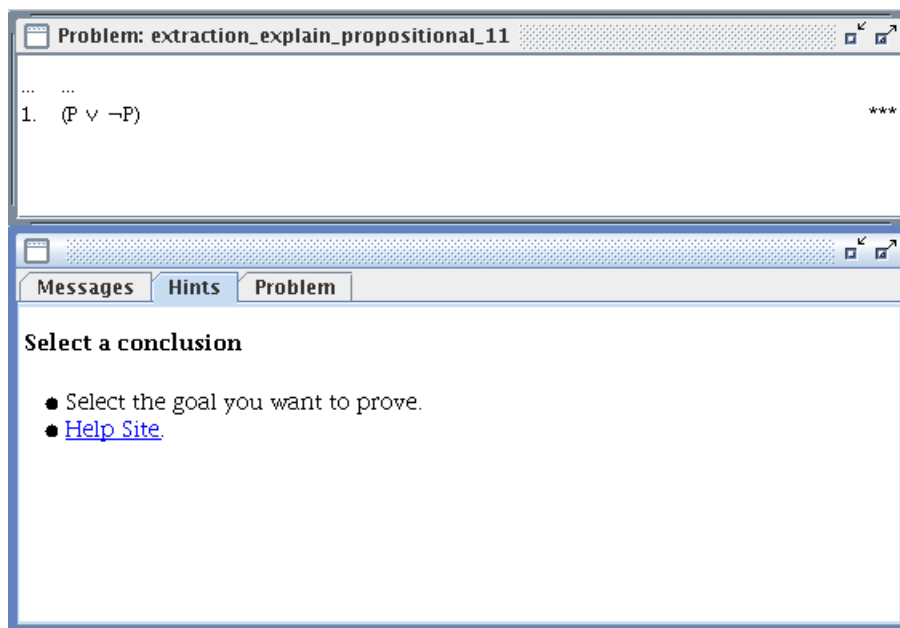 Problem: extraction_explain_propositional_11
... ...
1. (P ∨ ¬P) ***
Messages Hints Problem
Select a conclusion
● Select the goal you want to prove.
● Help Site.